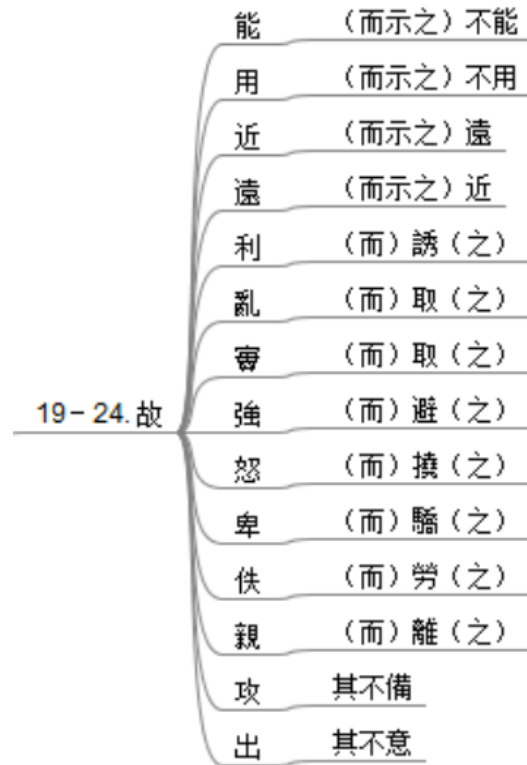 19－24.故
能 （而示之）不能
用 （而示之）不用
近 （而示之）遠
遠 （而示之）近
利 （而）誘（之）
亂 （而）取（之）
（而）取（之）
強 （而）避（之）
怒 （而）撓（之）
卑 （而）驕（之）
佚 （而）勞（之）
親 （而）離（之）
攻 其不備
出 其不意